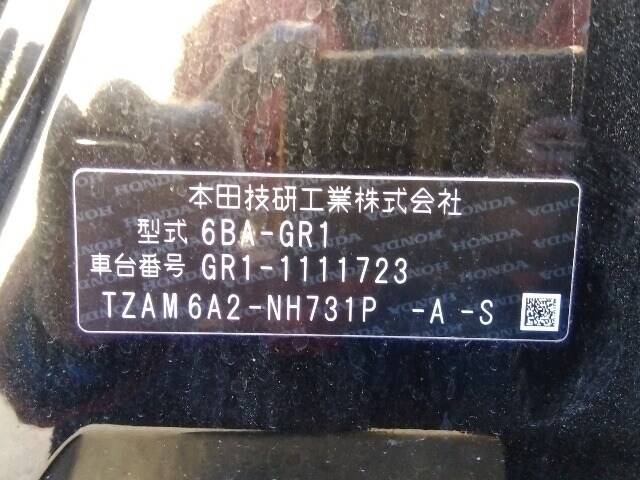 本田技研工業株式会社
型式 6BA-GR1
車台番号 GR1-1111723
TZAM6A2-NH731P -A -S